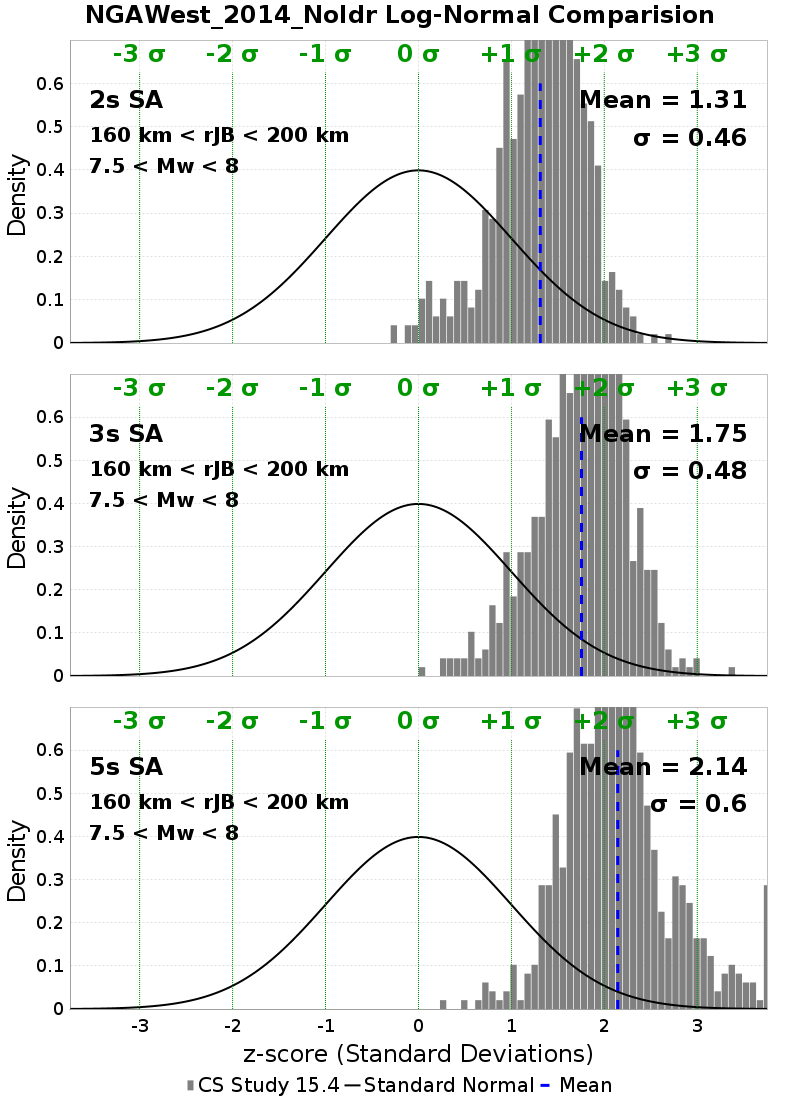 NGAWest_2014_NoIdr Log-Normal Comparision
-3 σ -2 σ -1 σ 0 σ +1 σ +2 σ +3 σ
0.6
2s SA Mean = 1.31
0.5
160 km < rJB < 200 km σ = 0.46
0.4
7.5 < Mw < 8
0.3
0.2
0.1
0
Density
-3 σ -2 σ -1 σ 0 σ +1 σ +2 σ +3 σ
0.6
3s SA Mean = 1.75
0.5
160 km < rJB < 200 km σ = 0.48
0.4
7.5 < Mw < 8
0.3
0.2
0.1
0
Density
-3 σ -2 σ -1 σ 0 σ +1 σ +2 σ +3 σ
0.6
5s SA Mean = 2.14
0.5
160 km < rJB < 200 km σ = 0.6
0.4
7.5 < Mw < 8
0.3
0.2
0.1
0
Density
-3 -2 -1 0 1 2 3
z-score (Standard Deviations)
CS Study 15.4 Standard Normal Mean